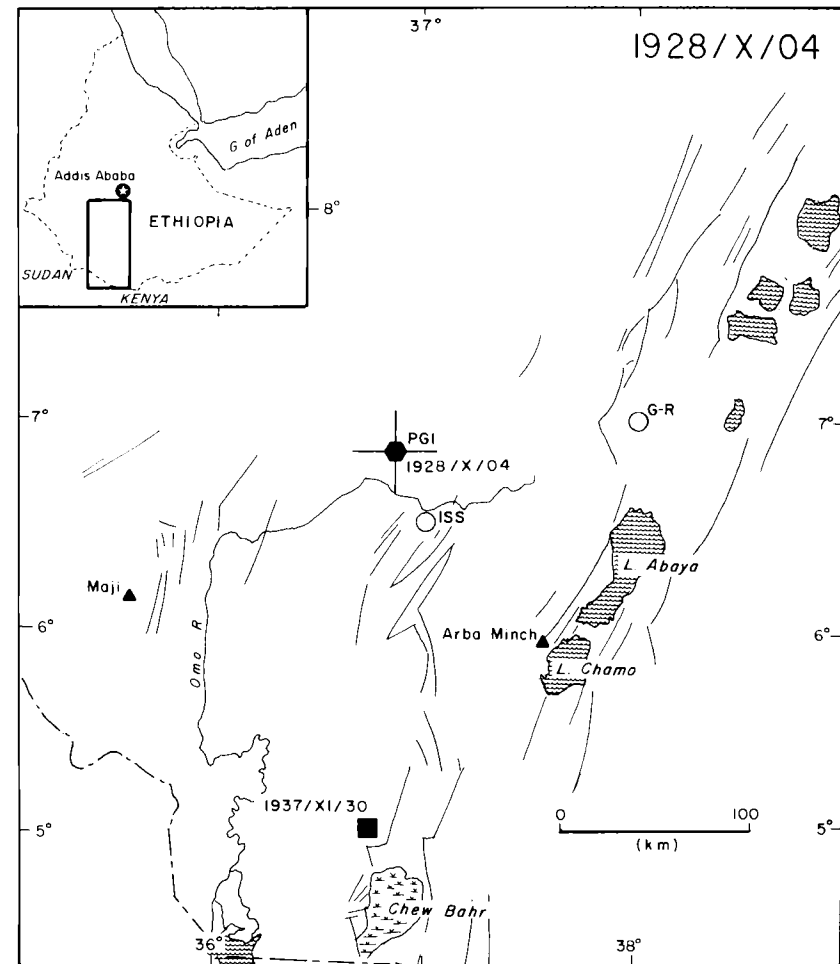 37°
1928/X/04
G of Aden
Addis Ababa
ETHIOPIA
8°
SUDAN
KENYA
7°
7°
PGI
1928/X/04
G-R
ISS
L. Abaya
Maji
6°
Arba Minch
6°
L. Chamo
Omo R
1937/XI/30
0 100
5°
5°
(km)
Chew Bahr
36°
38°